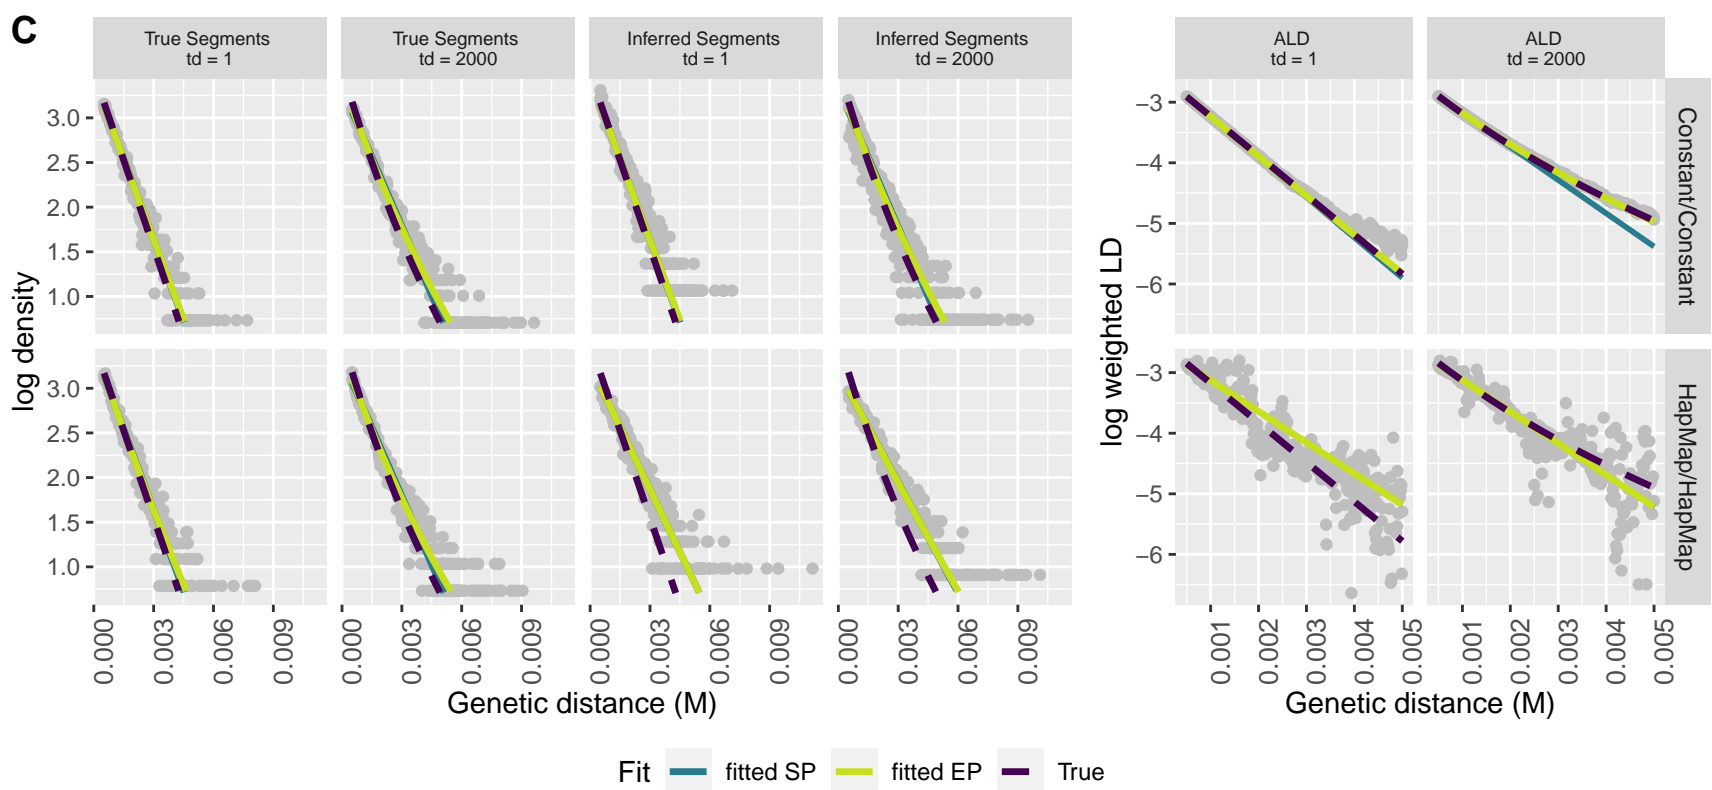 C
True Segments
td = 1
True Segments
td = 2000
Inferred Segments
td = 1
Inferred Segments
td = 2000
ALD
td = 1
ALD
td = 2000
log density
3.0
2.5
2.0
1.5
1.0
3.0
2.5
2.0
1.5
1.0
0.000
0.003
0.006
0.009
0.000
0.003
0.006
0.009
0.000
0.003
0.006
0.009
0.000
0.003
0.006
0.009
Genetic distance (M)
log weighted LD
−3
−4
−5
−6
−3
−4
−5
−6
Constant/Constant
HapMap/HapMap
0.001
0.002
0.003
0.004
0.005
0.001
0.002
0.003
0.004
0.005
Genetic distance (M)
Fit
fitted SP
fitted EP
True